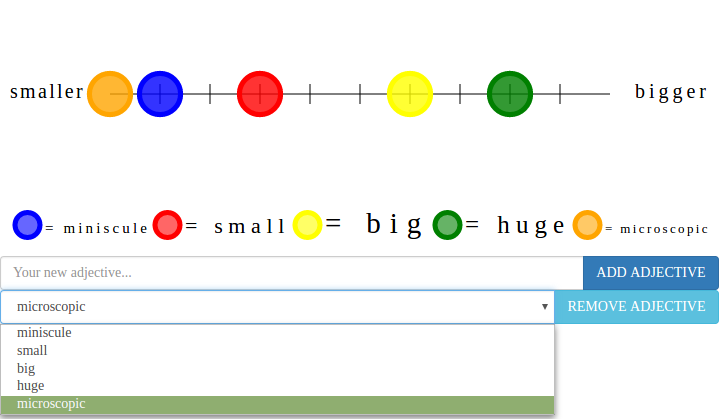 smaller bigger
= miniscule = small = big = huge = microscopic
Your new adjective... ADD ADJECTIVE
microscopic ▾ REMOVE ADJECTIVE
miniscule
small
big
huge
microscopic